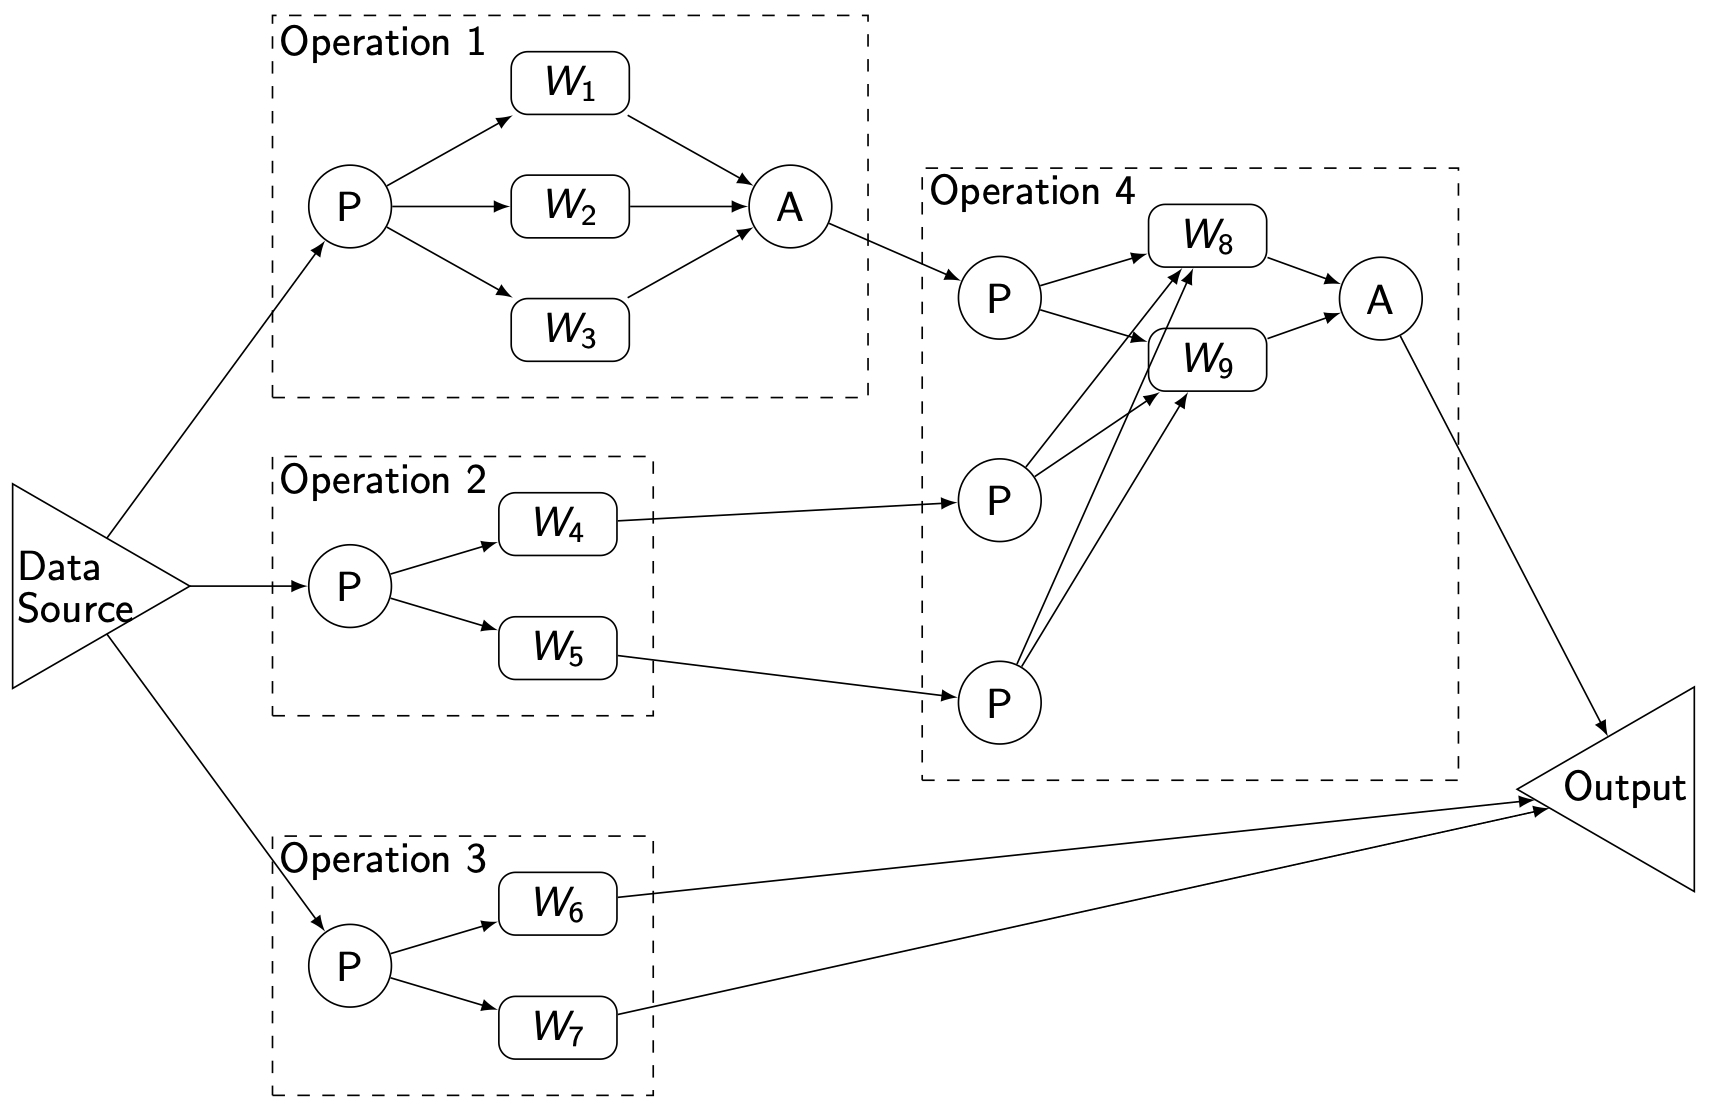 Operation 1
W1
P
W2
A
W3
Operation 4
W8
P
A
W9
Operation 2
W4
P
Data
Source
P
W5
P
Output
Operation 3
W6
P
W7